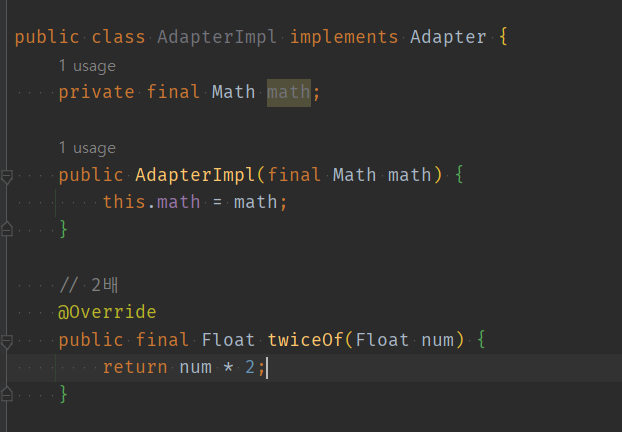 public class AdapterImpl implements Adapter {
1 usage
private final Math math;
1 usage
public AdapterImpl(final Math math) {
this.math = math;
}
// 2배
@Override
public final Float twiceOf(Float num) {
return num * 2;
}